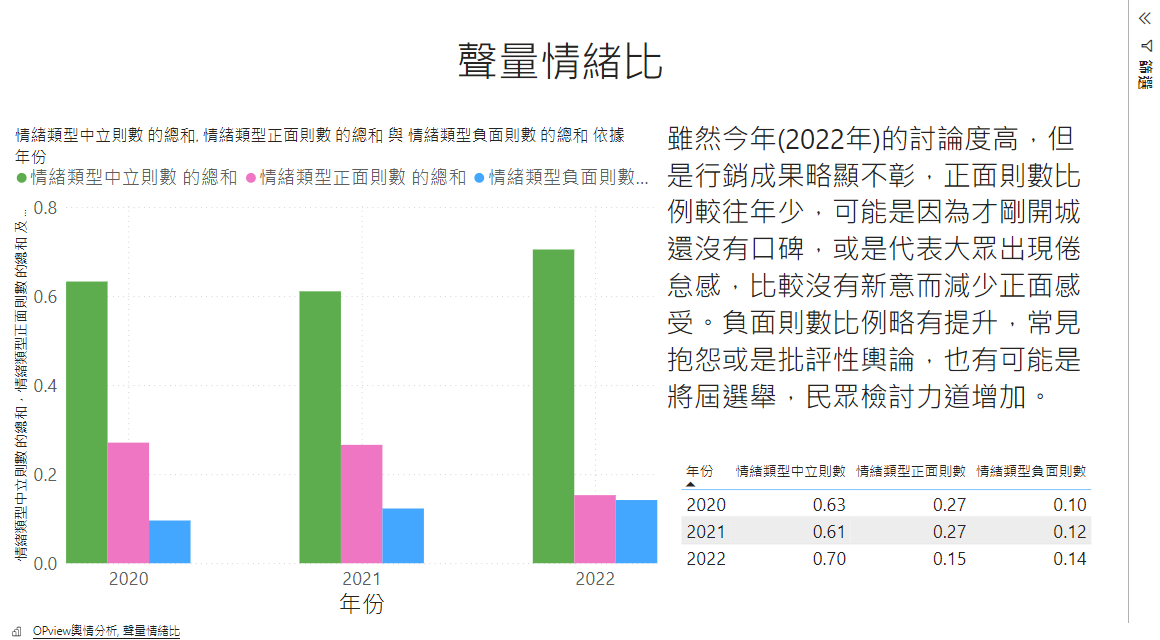 聲量情緒比
篩選
情緒類型中立則數 的總和, 情緒類型正面則數 的總和 與 情緒類型負面則數 的總和 依據
年份
情緒類型中立則數 的總和 情緒類型正面則數 的總和 情緒類型負面則數...
情緒類型中立則數 的總和, 情緒類型正面則數 的總和 及 ...
0.8
0.6
0.4
0.2
0.0
2020 2021 2022
年份
雖然今年(2022年)的討論度高，但
是行銷成果略顯不彰，正面則數比
例較往年少，可能是因為才剛開城
還沒有口碑，或是代表大眾出現倦
怠感，比較沒有新意而減少正面感
受。負面則數比例略有提升，常見
抱怨或是批評性輿論，也有可能是
將屆選舉，民眾檢討力道增加。
年份 情緒類型中立則數 情緒類型正面則數 情緒類型負面則數
2020 0.63 0.27 0.10
2021 0.61 0.27 0.12
2022 0.70 0.15 0.14
OPview輿情分析, 聲量情緒比